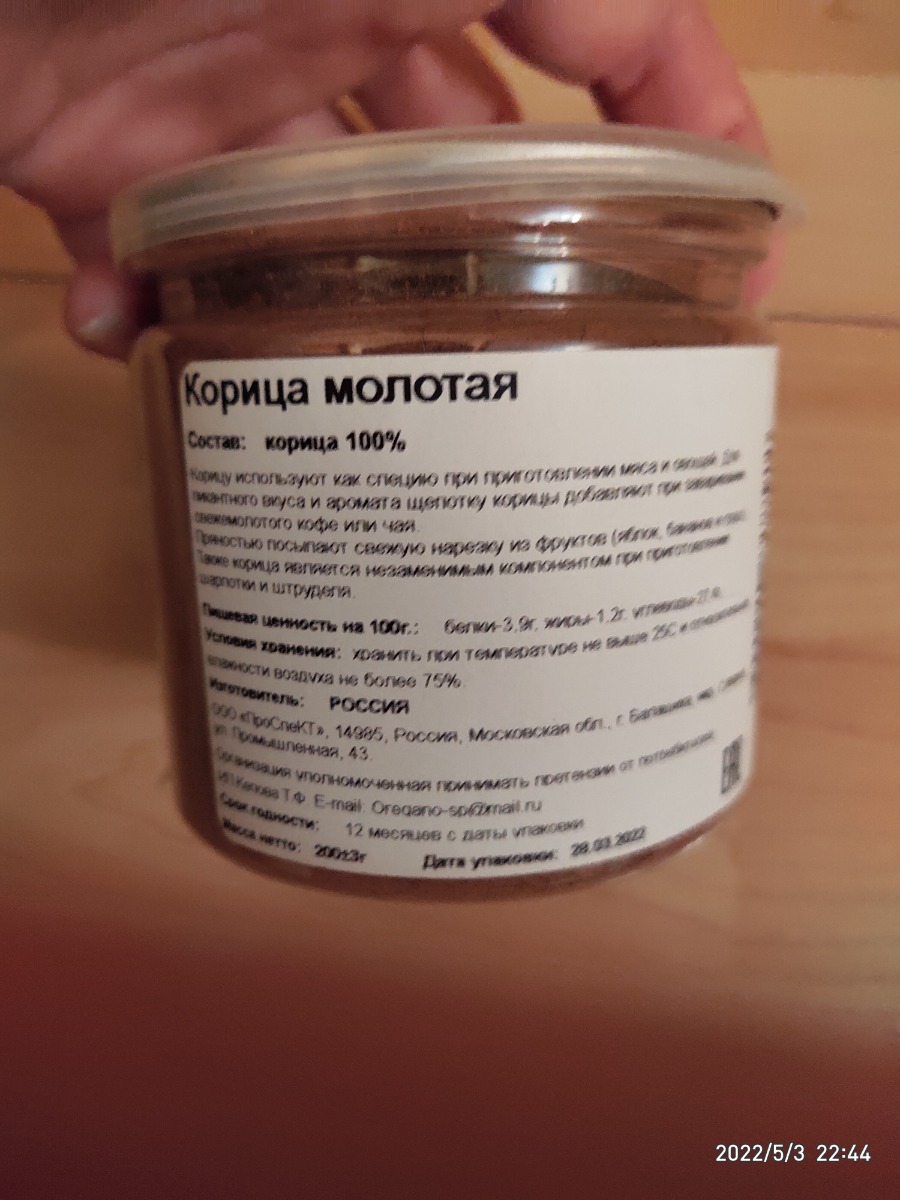 Корица молотая
Состав: корица 100%
Корицу используют как специю при приготовлении мяса и овощей. Для
пикантного вкуса и аромата щепотку корицы добавляют при заваривании
свежемолотого кофе или чая.
Пряностью посыпают свежую нарезку из фруктов (яблок, бананов и
Также корица является незаменимым компонентом при приготовлении
шарлотки и штруделя.
Пищевая ценность на 100г.: белки-3,9г, жиры-1,2г, углеводы-
Условия хранения: хранить при температуре не выше 25С и относительной
влажности воздуха не более 75%.
Изготовитель: РОССИЯ
ООО «ПроСпеКТ», 14985, Россия, Московская обл., г. Балашиха, мкр.
ул. Промышленная, 43.
Организация уполномоченная принимать претензии от потребителей:
ИП Т.Ф. E-mail: Oregano-sp@mail.ru
Срок годности: 12 месяцев с даты упаковки
Масса нетто: 200±3г Дата упаковки: 28.03.2022
EAC
2022/5/3 22:44